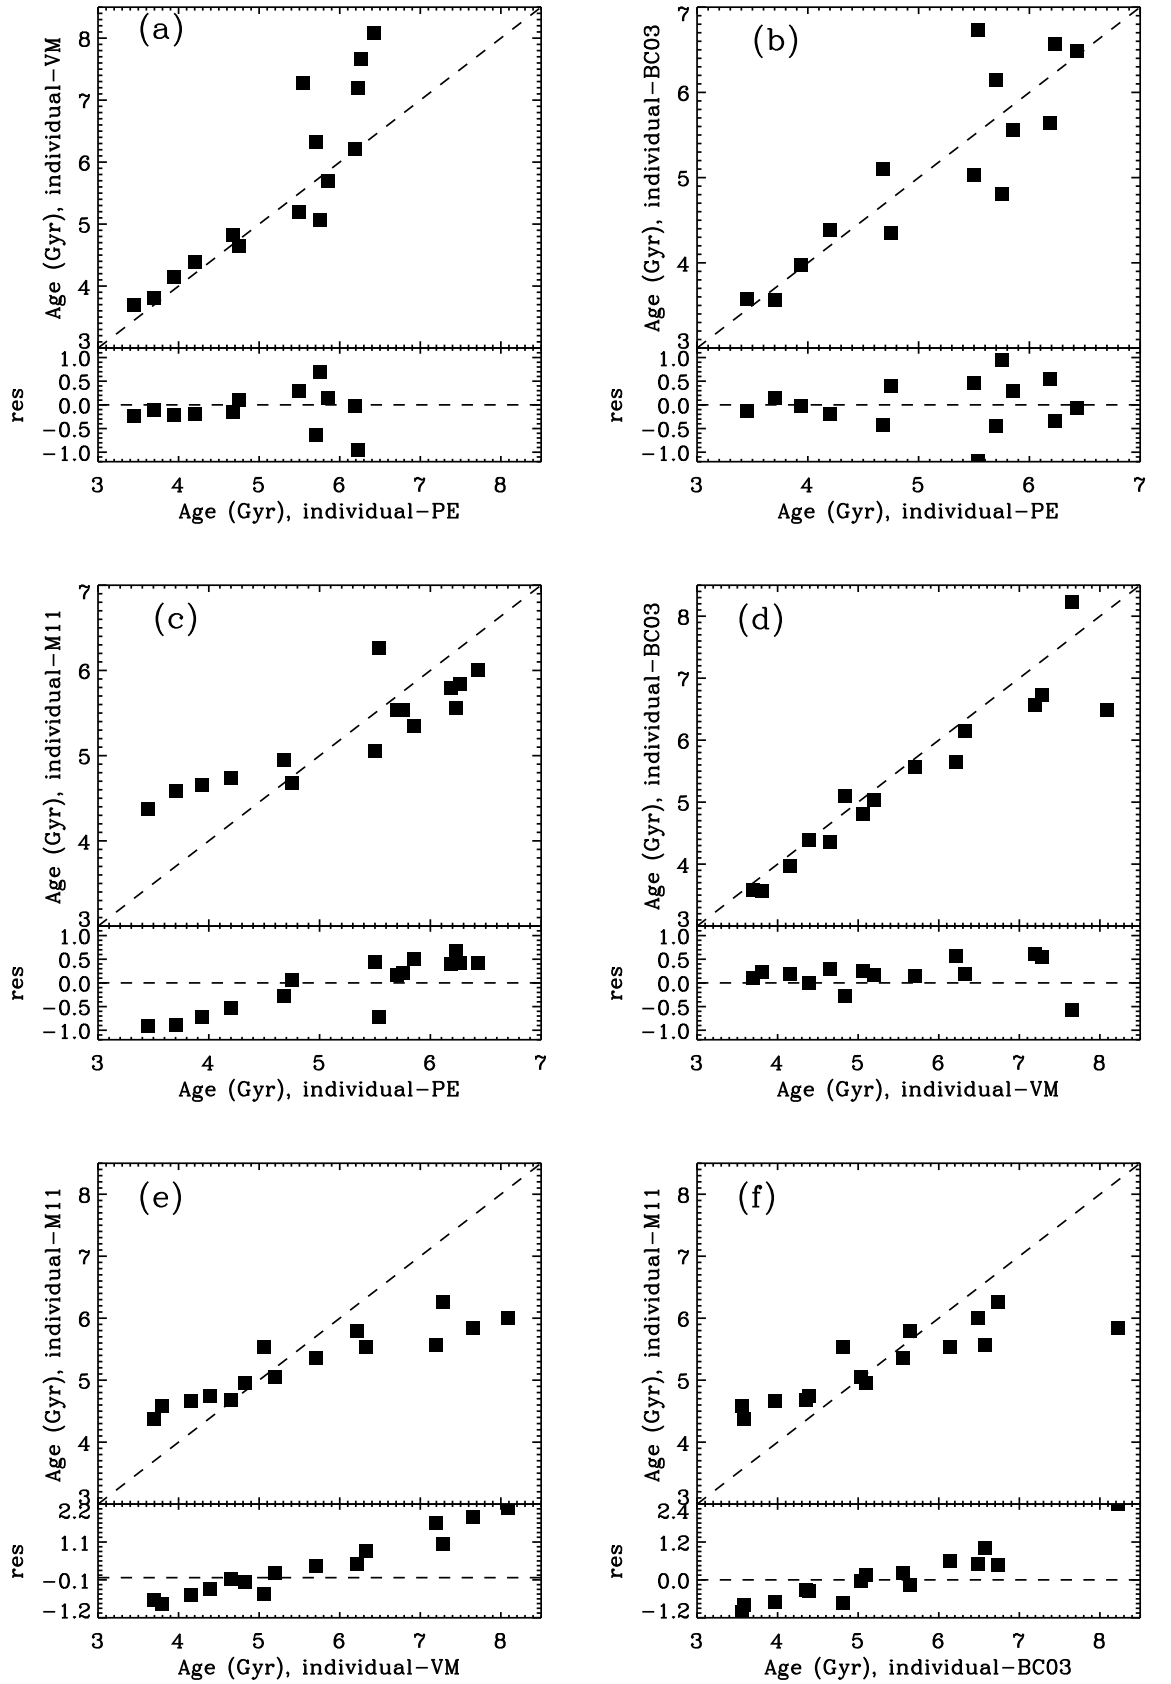 (a)
Age (Gyr), individual−VM
8
7
6
5
4
3
res
1.0
0.5
0.0
−0.5
−1.0
3 4 5 6 7 8
Age (Gyr), individual−PE
(b)
Age (Gyr), individual−BC03
7
6
5
4
3
res
1.0
0.5
0.0
−0.5
−1.0
3 4 5 6 7
Age (Gyr), individual−PE
(c)
Age (Gyr), individual−M11
7
6
5
4
3
res
1.0
0.5
0.0
−0.5
−1.0
3 4 5 6 7
Age (Gyr), individual−PE
(d)
Age (Gyr), individual−BC03
8
7
6
5
4
3
res
1.0
0.5
0.0
−0.5
−1.0
3 4 5 6 7 8
Age (Gyr), individual−VM
(e)
Age (Gyr), individual−M11
8
7
6
5
4
3
res
2.2
1.1
−0.1
−1.2
3 4 5 6 7 8
Age (Gyr), individual−VM
(f)
Age (Gyr), individual−M11
8
7
6
5
4
3
res
2.4
1.2
0.0
−1.2
3 4 5 6 7 8
Age (Gyr), individual−BC03